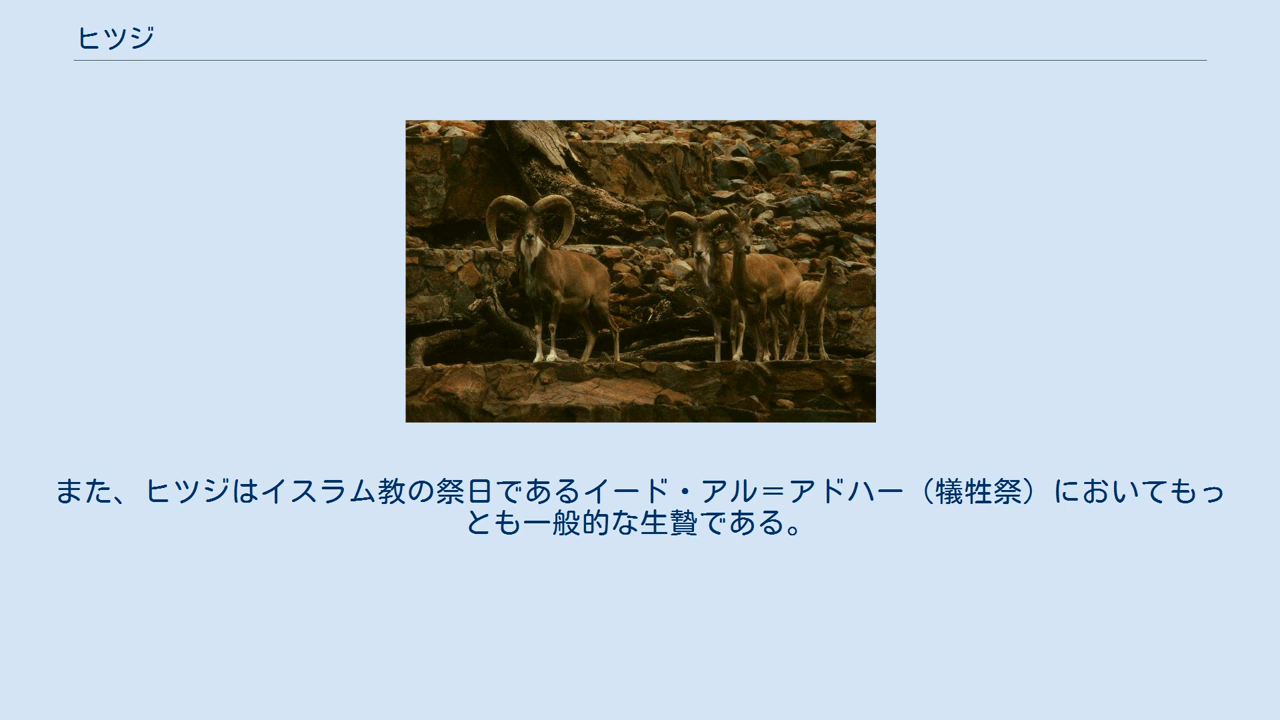 ヒツジ
また、ヒツジはイスラム教の祭日であるイード・アル＝アドハー（犠牲祭）においてもっ
とも一般的な生贄である。